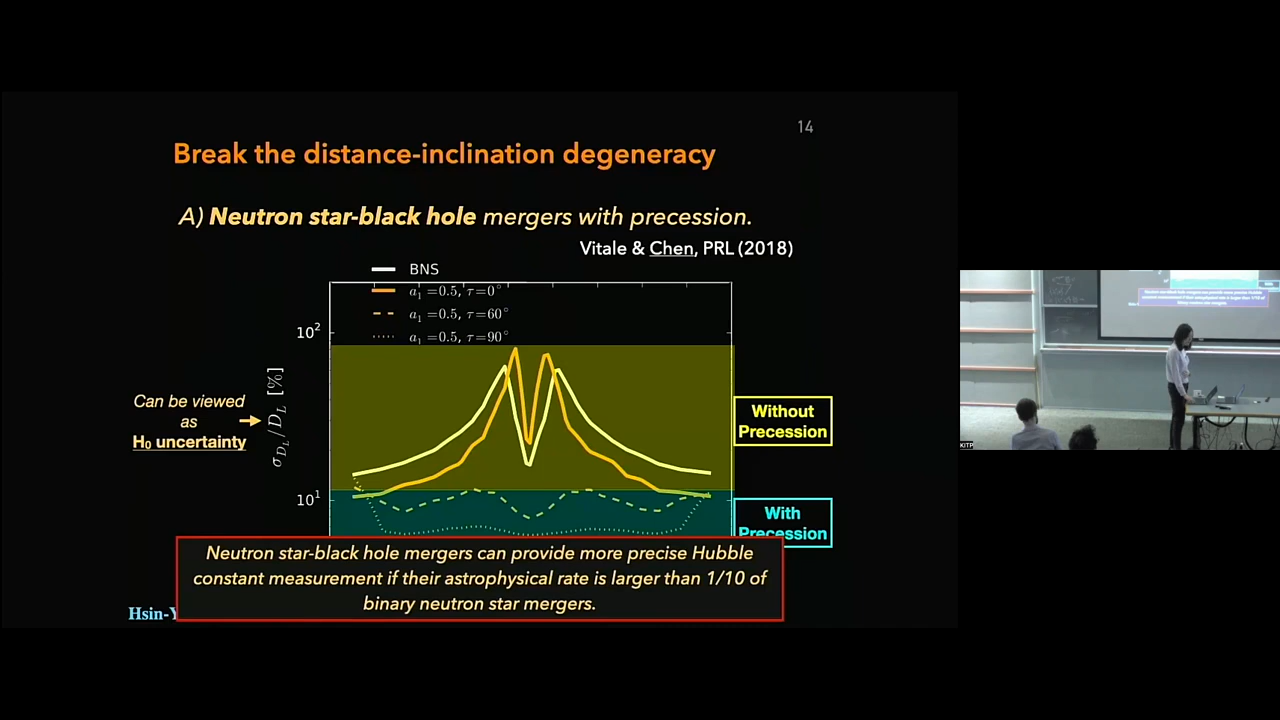 14
Break the distance-inclination degeneracy
A) Neutron star-black hole mergers with precession.
Vitale & Chen, PRL (2018)
BNS
a₁ =0.5, τ=0°
a₁ =0.5, τ=60°
a₁ =0.5, τ=90°
10²
10¹
σ_{D_L}/D_L [%]
Can be viewed
as
H₀ uncertainty
Without
Precession
With
Precession
Neutron star-black hole mergers can provide more precise Hubble
constant measurement if their astrophysical rate is larger than 1/10 of
binary neutron star mergers.
Hsin-Y
KITP